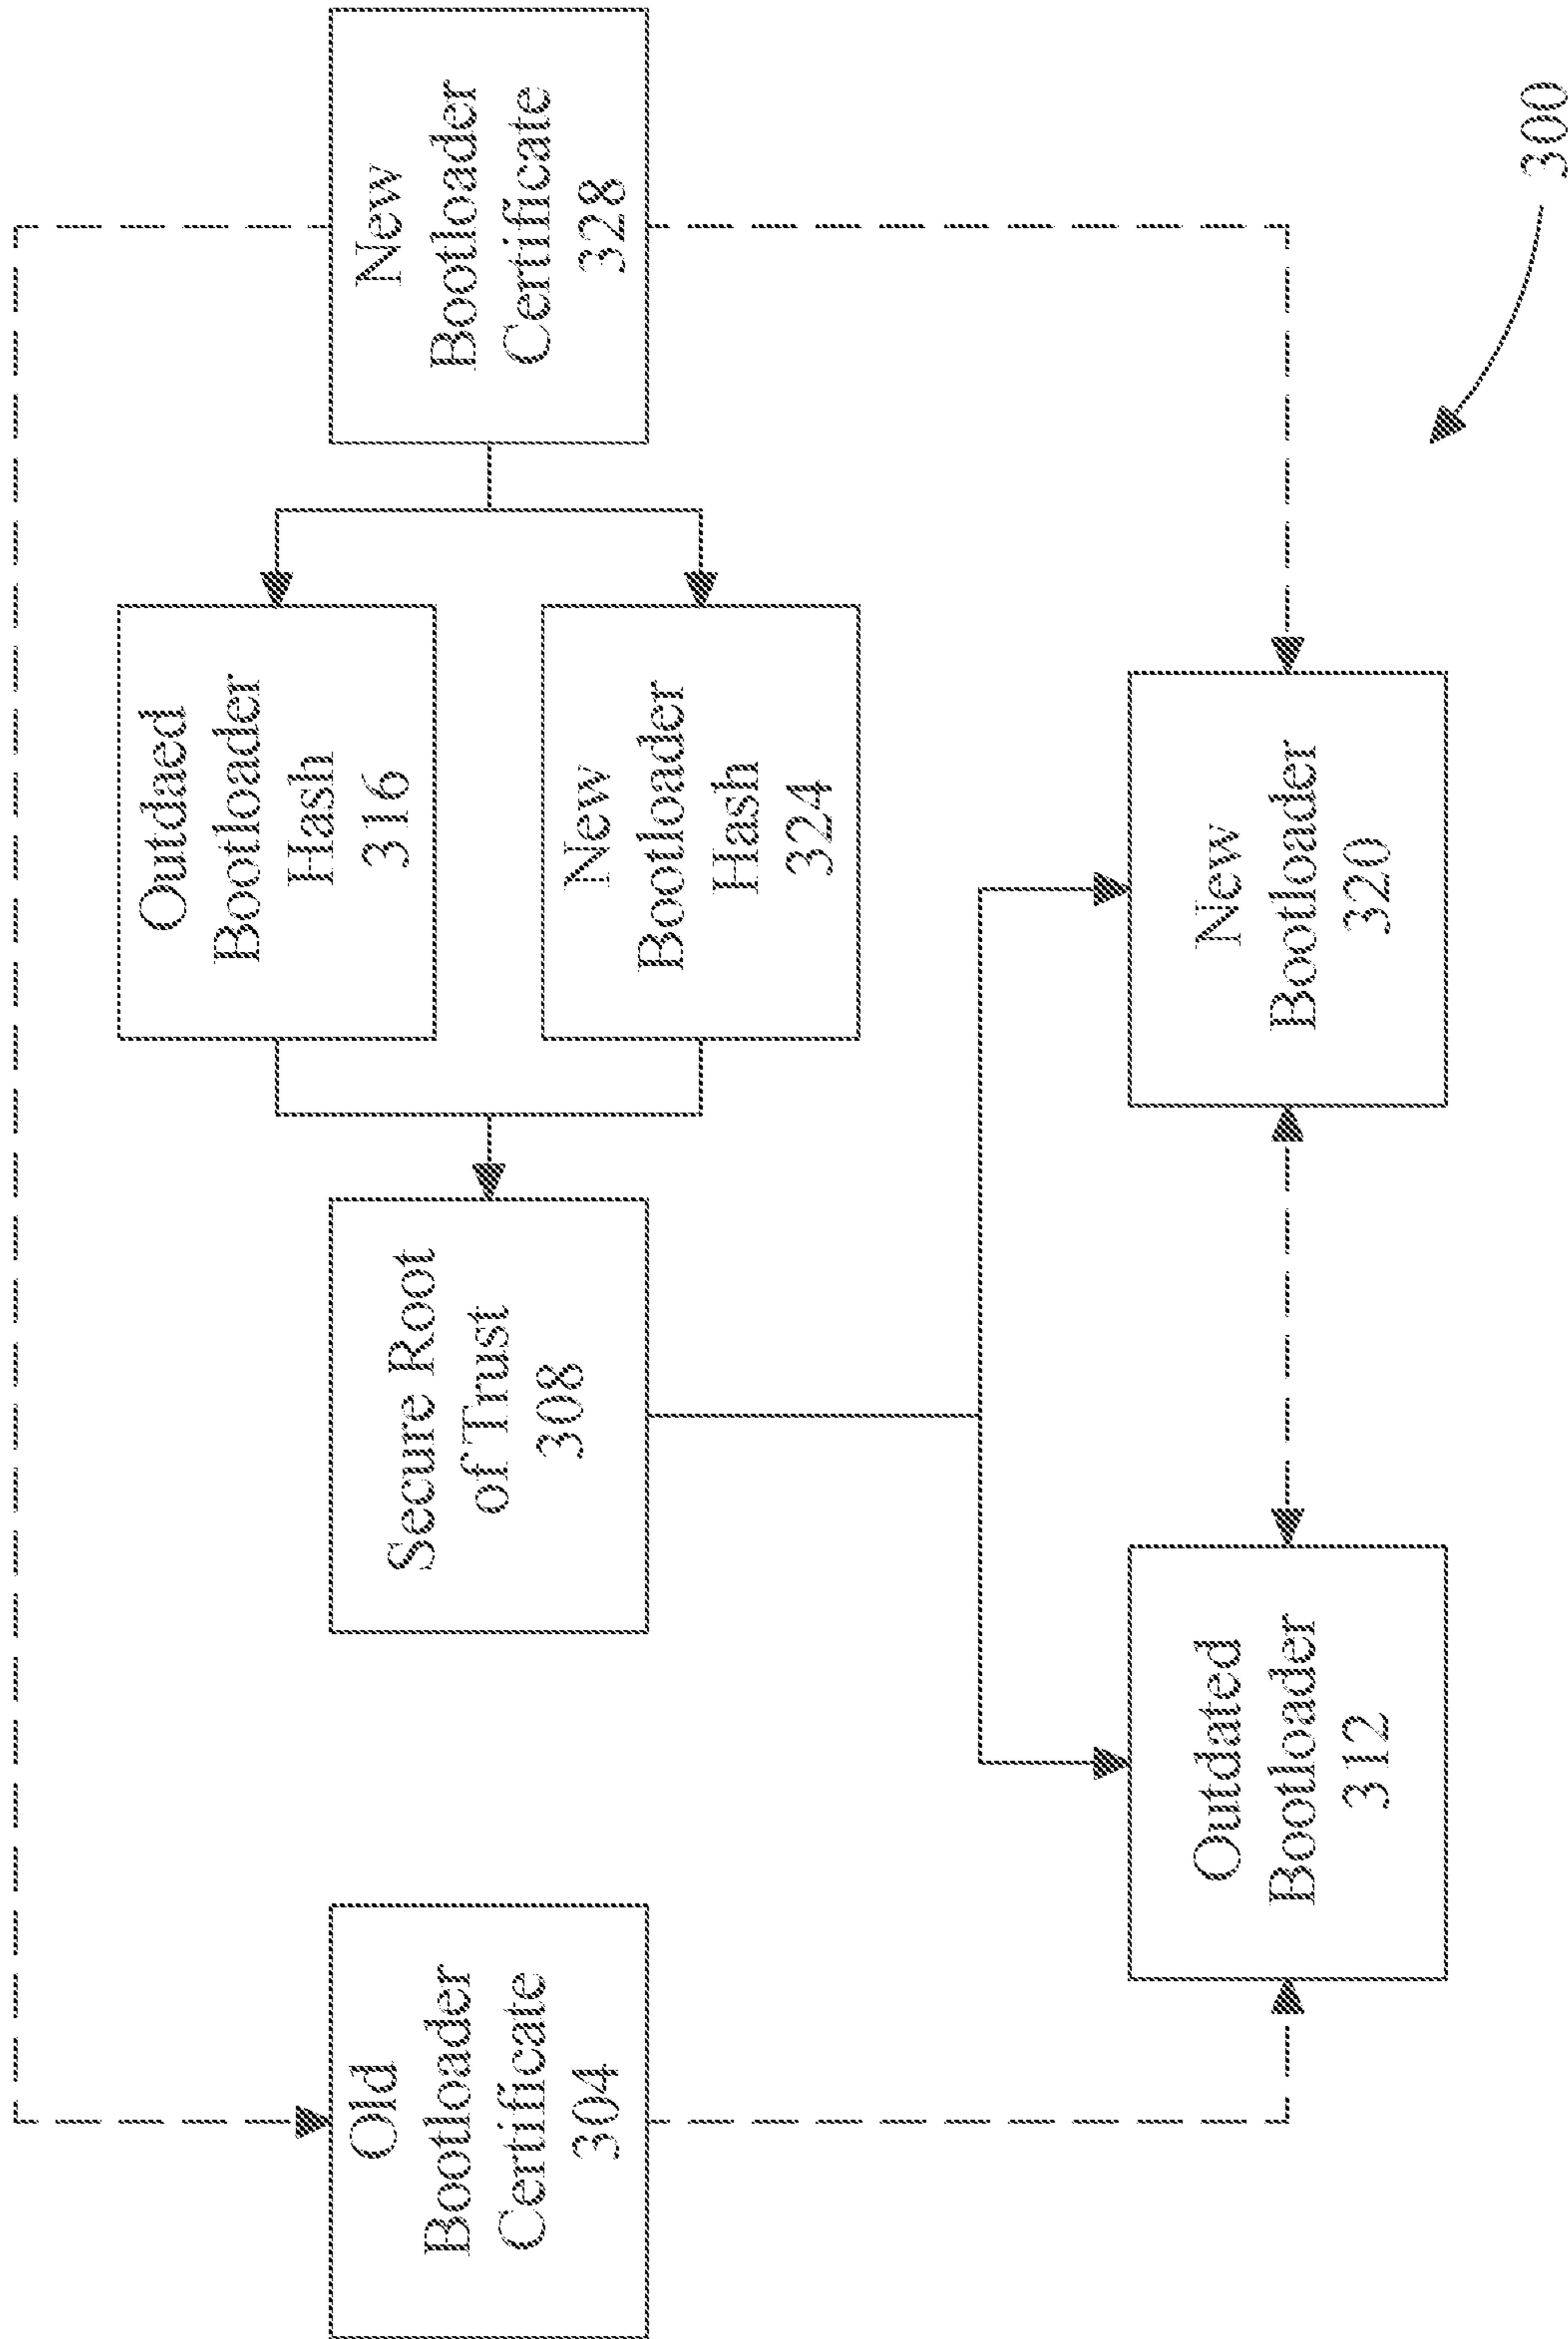 Old
Bootloader
Certificate
304
Secure Root
of Trust
308
Outdaed
Bootloader
Hash
316
New
Bootloader
Hash
324
New
Bootloader
Certificate
328
Outdated
Bootloader
312
New
Bootloader
320
300